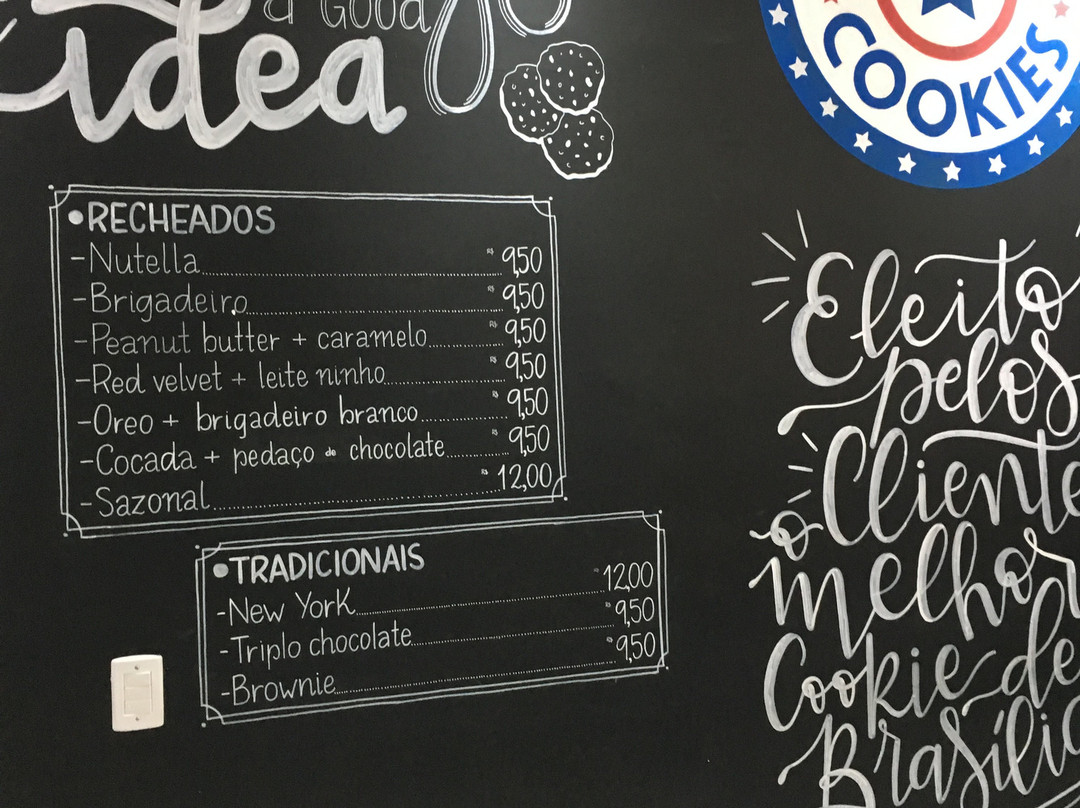 a Good
idea
COOKIES
•RECHEADOS
-Nutella R$ 9,50
-Brigadeiro R$ 9,50
-Peanut butter + caramelo R$ 9,50
-Red velvet + leite ninho R$ 9,50
-Oreo + brigadeiro branco R$ 9,50
-Cocada + pedaço de chocolate R$ 9,50
-Sazonal R$ 12,00
•TRADICIONAIS
-New York R$ 12,00
-Triplo chocolate R$ 9,50
-Brownie R$ 9,50
Eleito
pelos
Cliente
o melhor
Cookie de
Brasília